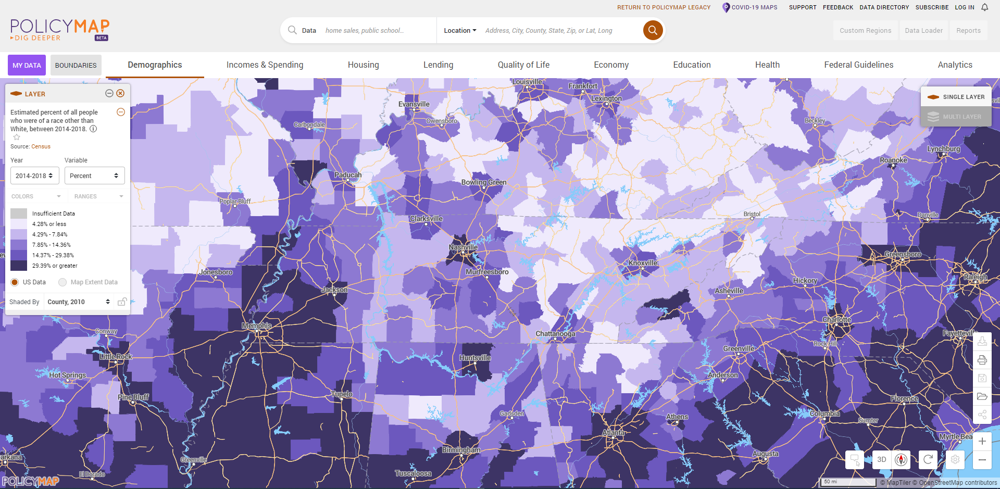 RETURN TO POLICYMAP LEGACY
COVID-19 MAPS
SUPPORT
FEEDBACK
DATA DIRECTORY
SUBSCRIBE
LOG IN
POLICYMAP
DIG DEEPER
BETA
Data
home sales, public school...
Location
Address, City, County, State, Zip, or Lat, Long
Custom Regions
Data Loader
Reports
MY DATA
BOUNDARIES
Demographics
Incomes & Spending
Housing
Lending
Quality of Life
Economy
Education
Health
Federal Guidelines
Analytics
LAYER
Estimated percent of all people
who were of a race other than
White, between 2014-2018.
Source: Census
Year
Variable
2014-2018
Percent
COLORS
RANGES
Insufficient Data
4.28% or less
4.29% - 7.84%
7.85% - 14.36%
14.37% - 29.38%
29.39% or greater
US Data
Map Extent Data
Shaded By
County, 2010
SINGLE LAYER
MULTI LAYER
Louisville
Frankfort
Lexington
Evansville
Owensboro
Carbondale
Beckley
Lynchburg
Roanoke
Paducah
Bowling Green
Poplar Bluff
Clarksville
Bristol
Danville
Nashville
Greensboro
Knoxville
Jonesboro
Murfreesboro
Raleigh
Hickory
Jackson
Asheville
Charlotte
Memphis
Conway
Chattanooga
Fayetteville
Rock Hill
Greenville
Little Rock
Huntsville
Hot Springs
Anderson
Tupelo
Pine Bluff
Florence
Gadsden
Columbia
Athens
Sumter
Atlanta
Myrtle Bea
Birmingham
Augusta
arkana
Greenville
El Dorado
Tuscaloosa
3D
POLICYMAP
50 mi
© MapTiler © OpenStreetMap contributors